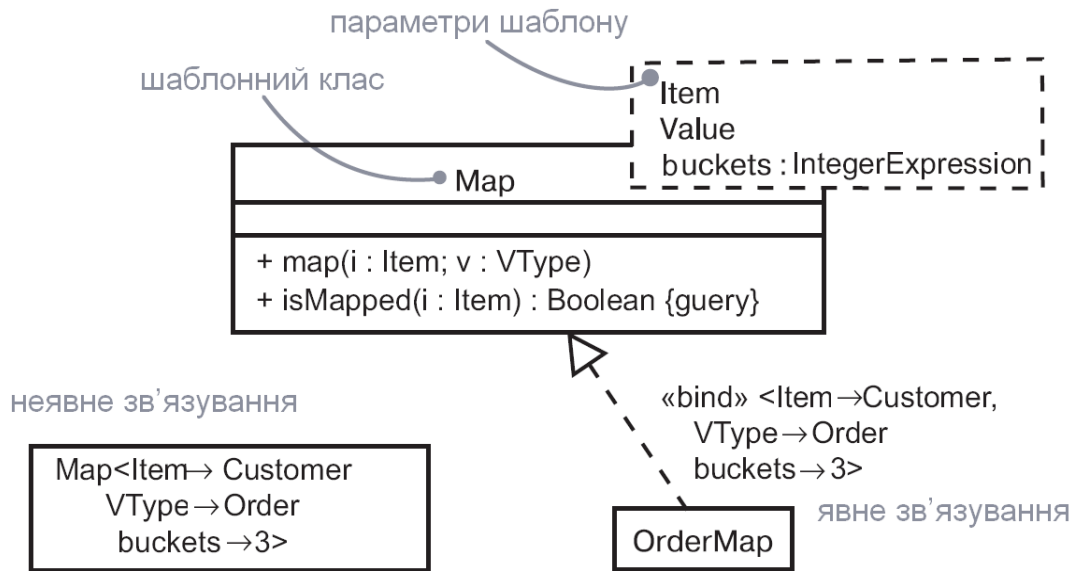 параметри шаблону
шаблонний клас
Item
Value
buckets : IntegerExpression
Map
+ map(i : Item; v : VType)
+ isMapped(i : Item) : Boolean {guery}
неявне зв’язування
«bind» <Item→Customer,
VType→Order
buckets→3>
Map<Item→ Customer
VType→Order
buckets→3>
явне зв’язування
OrderMap